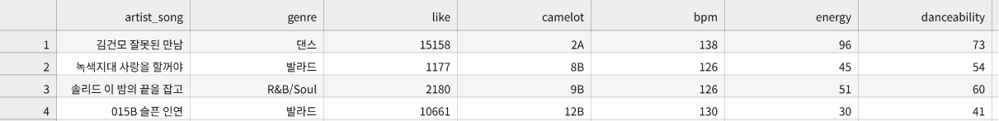 artist_song genre like camelot bpm energy danceability
1 김건모 잘못된 만남 댄스 15158 2A 138 96 73
2 녹색지대 사랑을 할꺼야 발라드 1177 8B 126 45 54
3 솔리드 이 밤의 끝을 잡고 R&B/Soul 2180 9B 126 51 60
4 015B 슬픈 인연 발라드 10661 12B 130 30 41